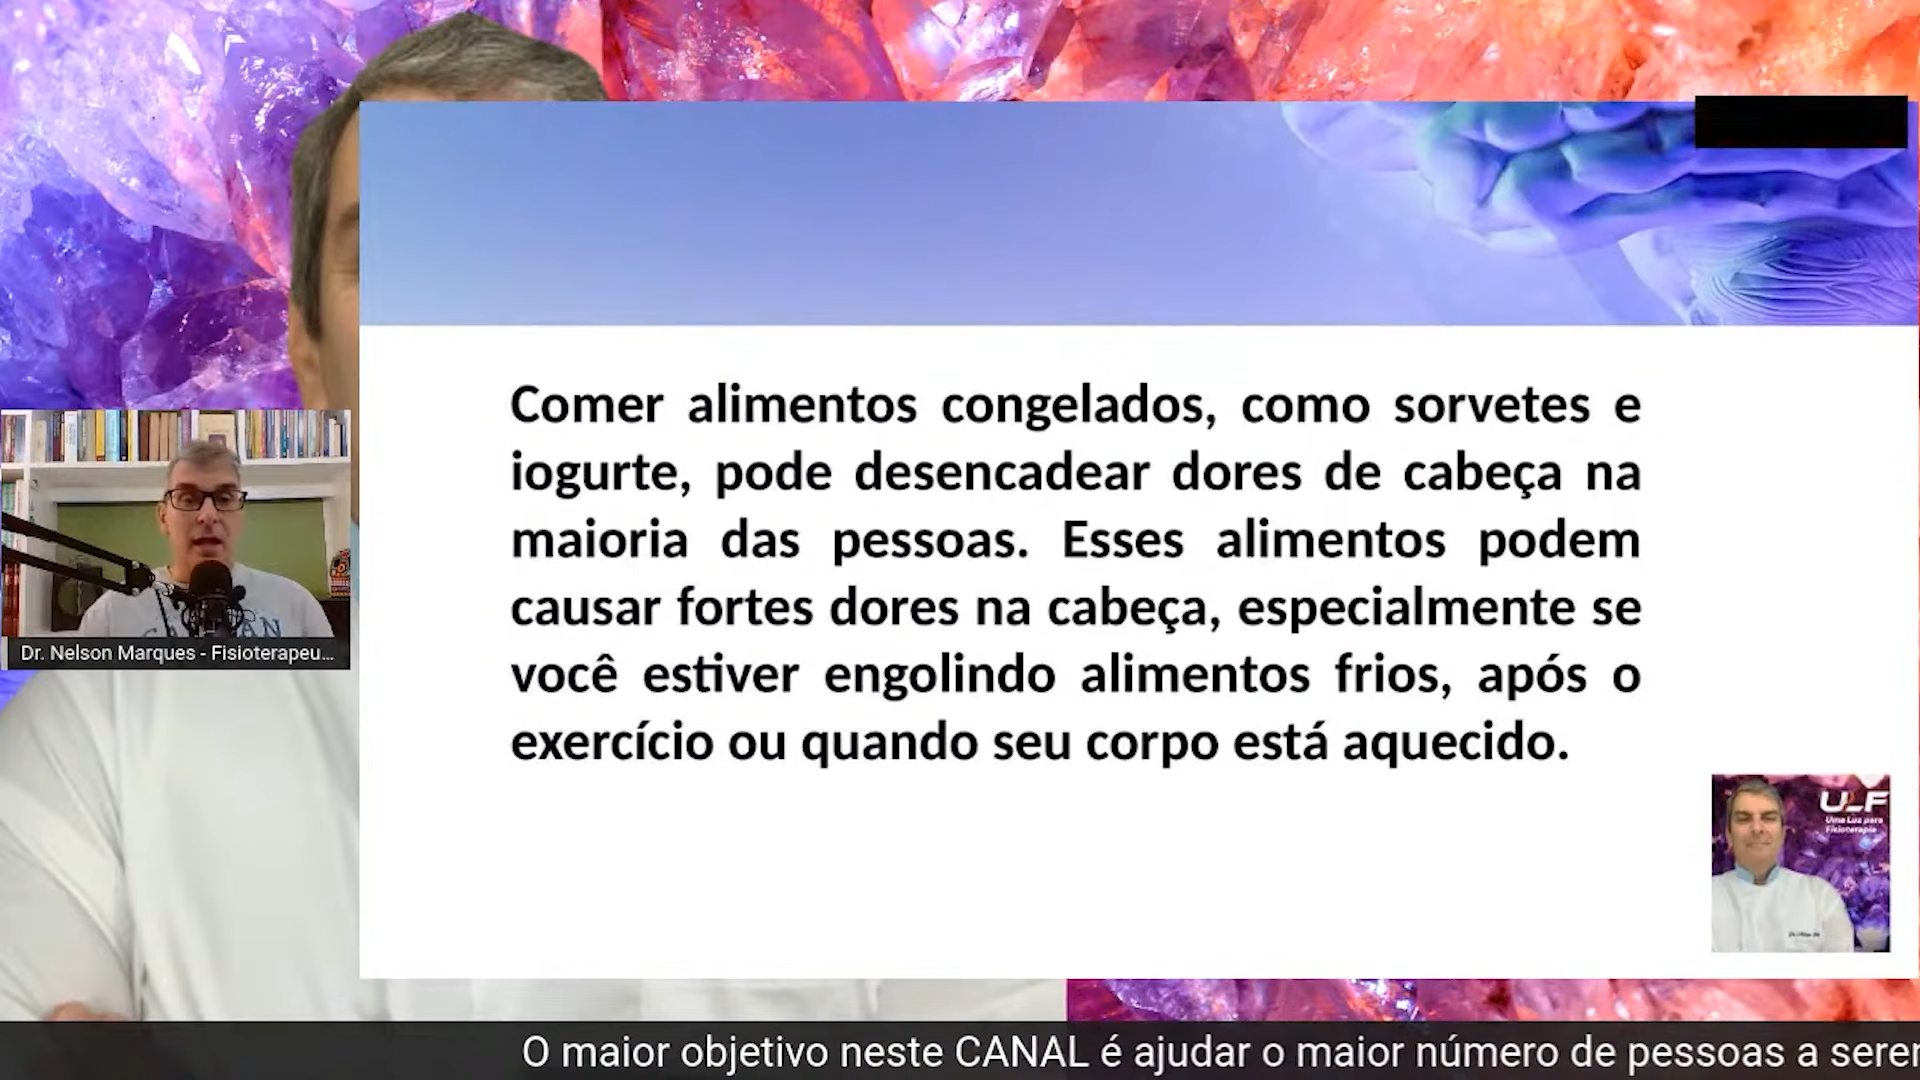 Comer alimentos congelados, como sorvetes e
iogurte, pode desencadear dores de cabeça na
maioria das pessoas. Esses alimentos podem
causar fortes dores na cabeça, especialmente se
você estiver engolindo alimentos frios, após o
exercício ou quando seu corpo está aquecido.
Dr. Nelson Marques - Fisioterapeu...
ULF
Uma Luz para
Fisioterapia
O maior objetivo neste CANAL é ajudar o maior número de pessoas a serem